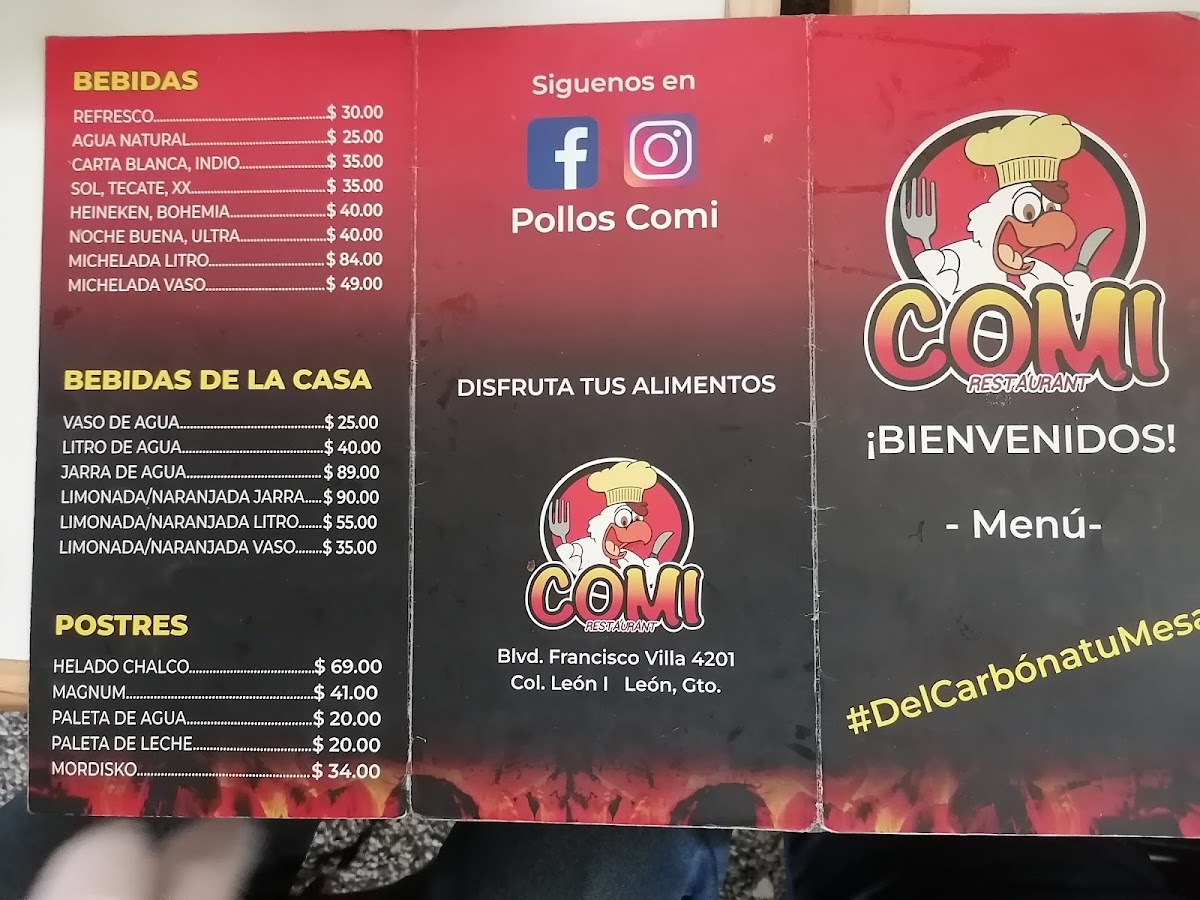 BEBIDAS
REFRESCO....................$ 30.00
AGUA NATURAL....................$ 25.00
CARTA BLANCA, INDIO....................$ 35.00
SOL, TECATE, XX....................$ 35.00
HEINEKEN, BOHEMIA....................$ 40.00
NOCHE BUENA, ULTRA....................$ 40.00
MICHELADA LITRO....................$ 84.00
MICHELADA VASO....................$ 49.00
BEBIDAS DE LA CASA
VASO DE AGUA....................$ 25.00
LITRO DE AGUA....................$ 40.00
JARRA DE AGUA....................$ 89.00
LIMONADA/NARANJADA JARRA.....$ 90.00
LIMONADA/NARANJADA LITRO.......$ 55.00
LIMONADA/NARANJADA VASO........$ 35.00
POSTRES
HELADO CHALCO....................$ 69.00
MAGNUM....................$ 41.00
PALETA DE AGUA....................$ 20.00
PALETA DE LECHE....................$ 20.00
MORDISKO....................$ 34.00
Siguenos en
Pollos Comi
DISFRUTA TUS ALIMENTOS
COMI
RESTAURANT
Blvd. Francisco Villa 4201
Col. León I León, Gto.
COMI
RESTAURANT
¡BIENVENIDOS!
- Menú-
#DelCarbónatuMesa